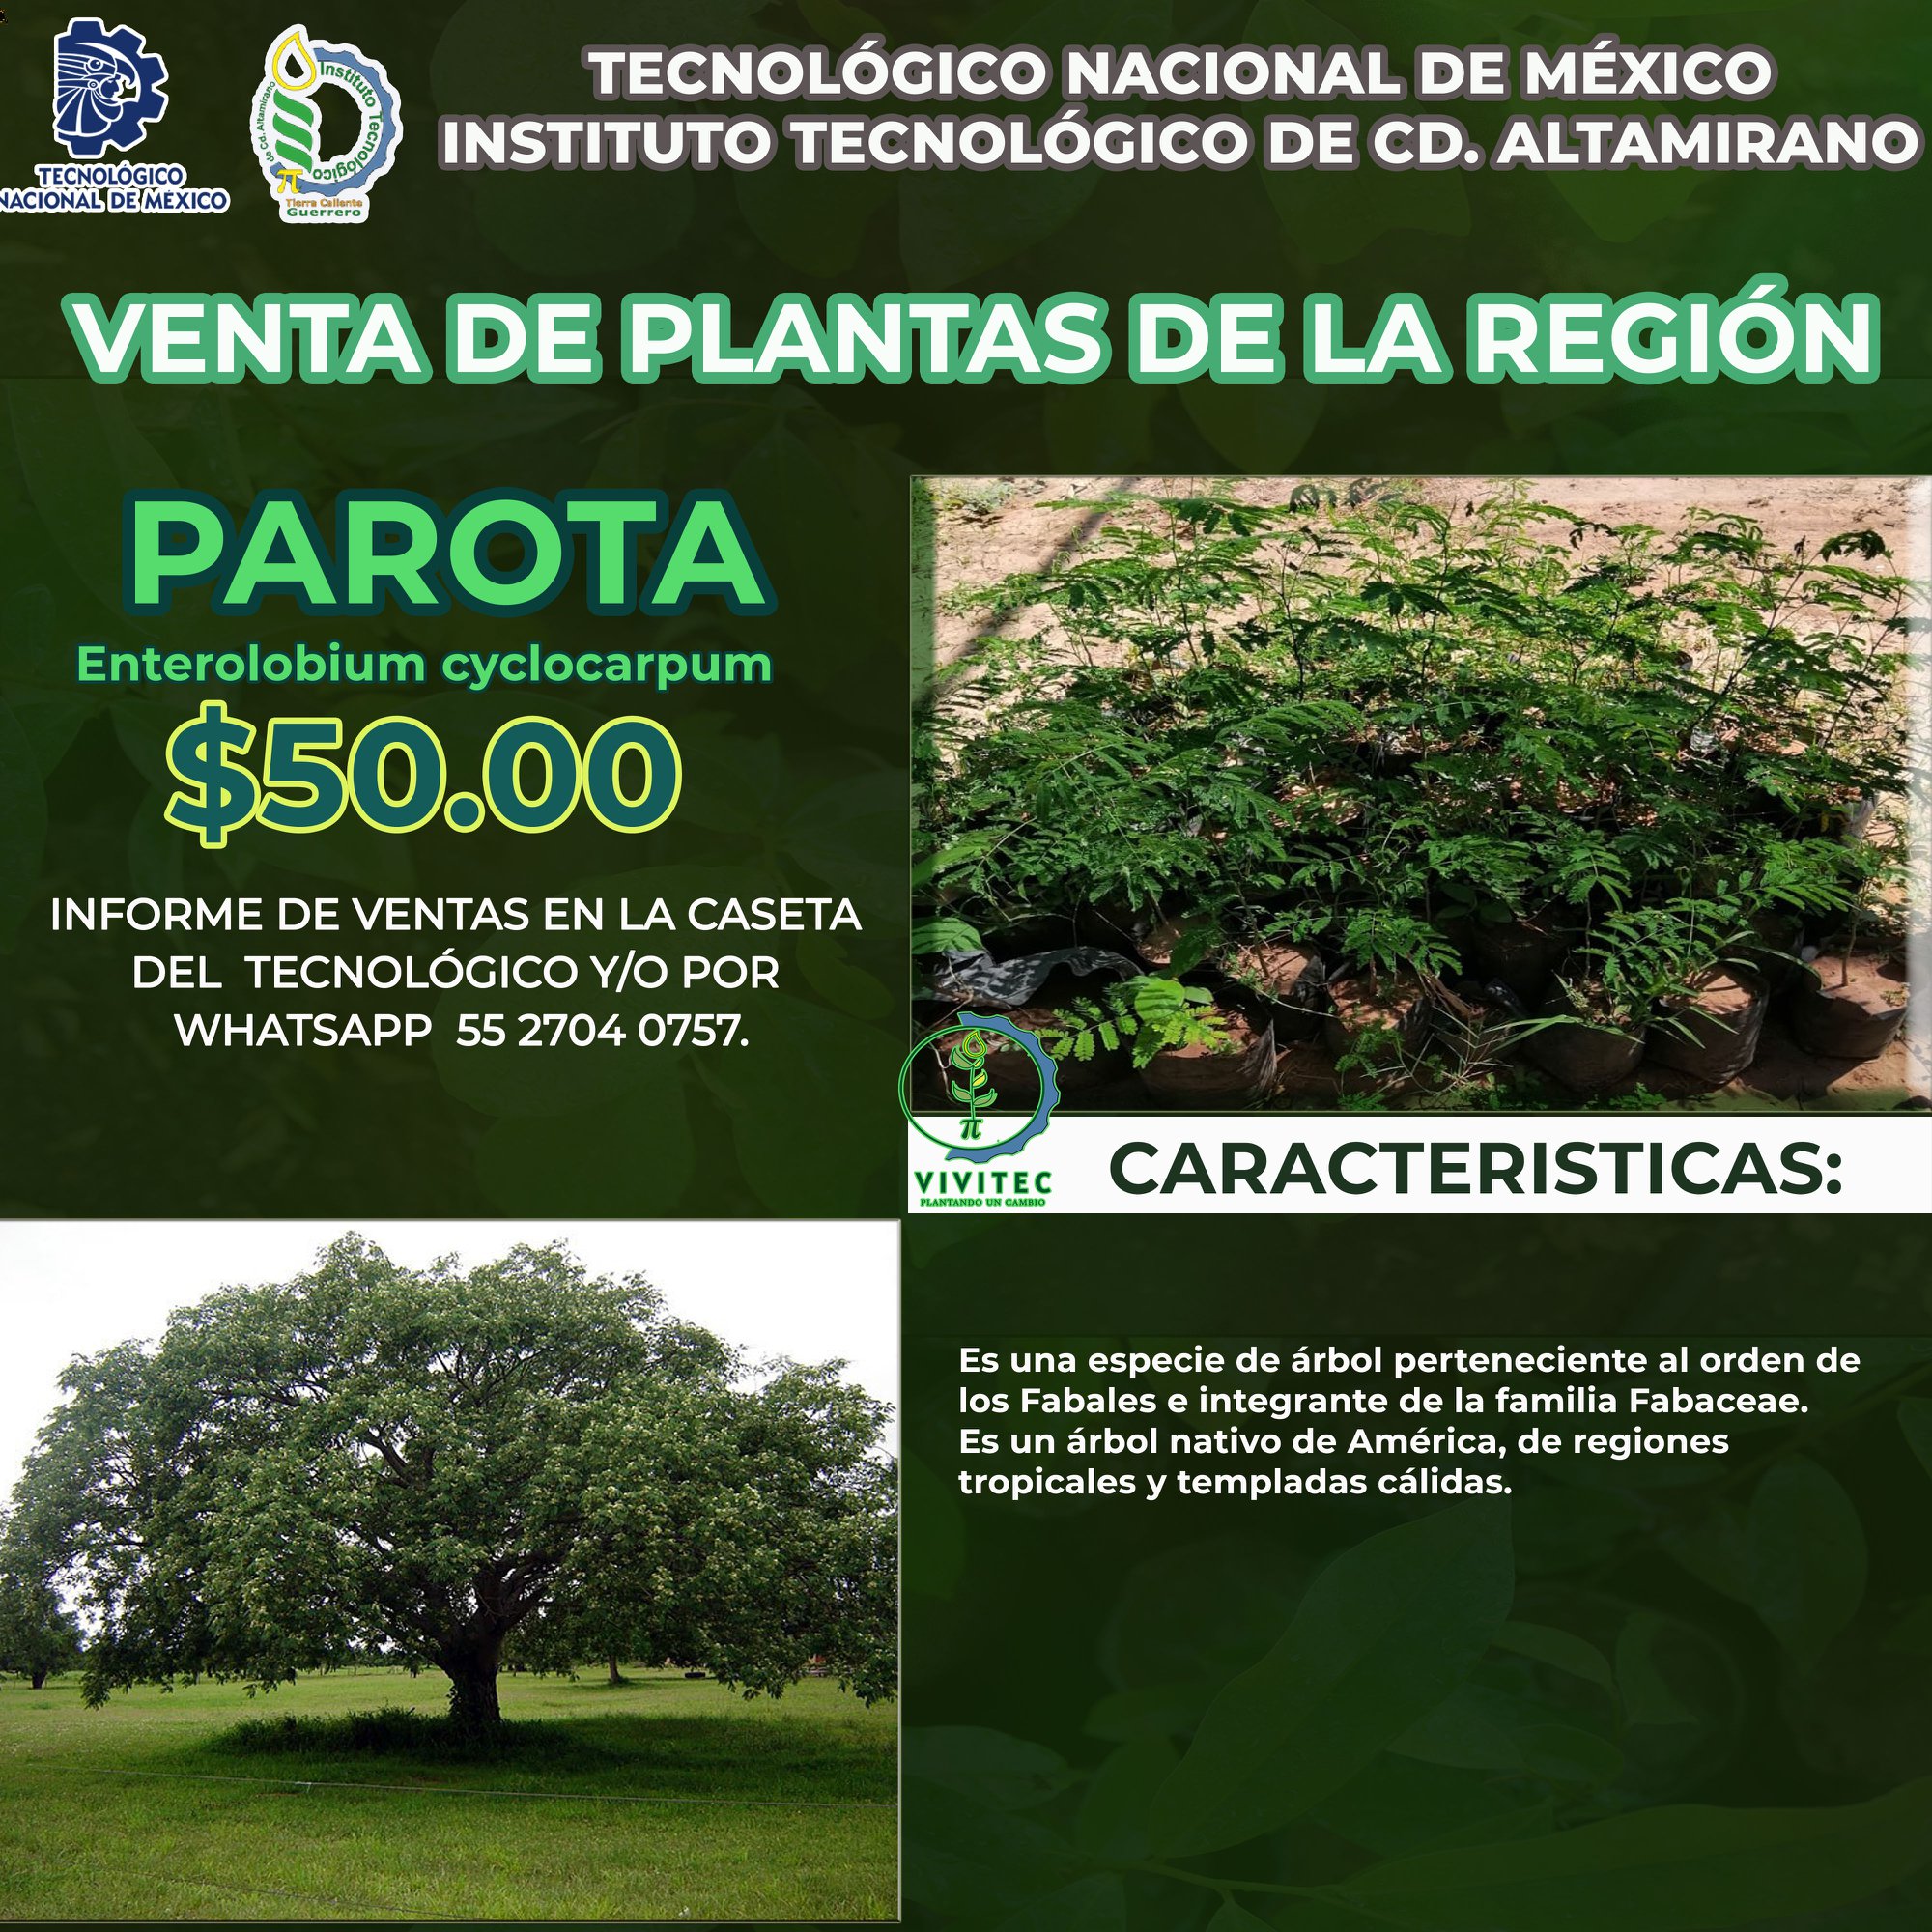 TECNOLÓGICO NACIONAL DE MÉXICO
INSTITUTO TECNOLÓGICO DE CD. ALTAMIRANO
TECNOLÓGICO
NACIONAL DE MÉXICO
Instituto Tecnológico
de Cd. Altamirano
Tierra Caliente
Guerrero
VENTA DE PLANTAS DE LA REGIÓN
PAROTA
Enterolobium cyclocarpum
$50.00
INFORME DE VENTAS EN LA CASETA
DEL TECNOLÓGICO Y/O POR
WHATSAPP 55 2704 0757.
π
VIVITEC
PLANTANDO UN CAMBIO
CARACTERISTICAS:
Es una especie de árbol perteneciente al orden de
los Fabales e integrante de la familia Fabaceae.
Es un árbol nativo de América, de regiones
tropicales y templadas cálidas.